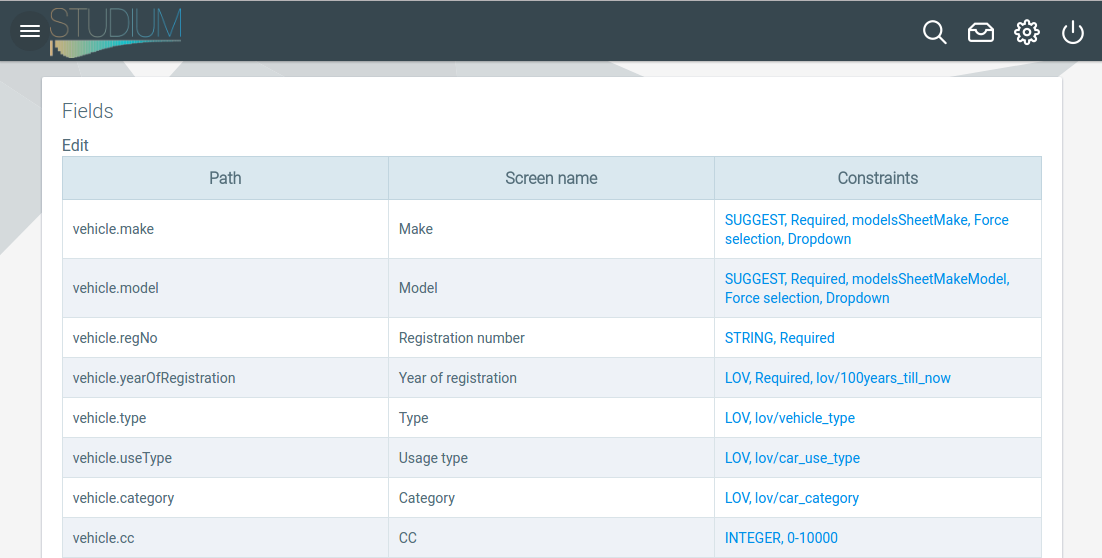 STUDIUM
Fields
Edit
Path Screen name Constraints
vehicle.make Make SUGGEST, Required, modelsSheetMake, Force
selection, Dropdown
vehicle.model Model SUGGEST, Required, modelsSheetMakeModel,
Force selection, Dropdown
vehicle.regNo Registration number STRING, Required
vehicle.yearOfRegistration Year of registration LOV, Required, lov/100years_till_now
vehicle.type Type LOV, lov/vehicle_type
vehicle.useType Usage type LOV, lov/car_use_type
vehicle.category Category LOV, lov/car_category
vehicle.cc CC INTEGER, 0-10000